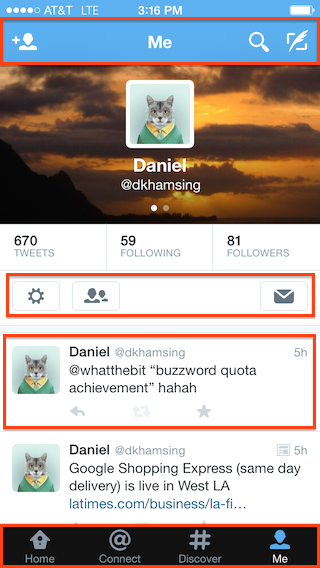 AT&T LTE 3:16 PM
Me
Daniel
@dkhamsing
670 59 81
TWEETS FOLLOWING FOLLOWERS
Daniel @dkhamsing 5h
@whatthebit “buzzword quota
achievement” hahah
Daniel @dkhamsing 5h
Google Shopping Express (same day
delivery) is live in West LA
latimes.com/business/la-fi…
Home Connect Discover Me